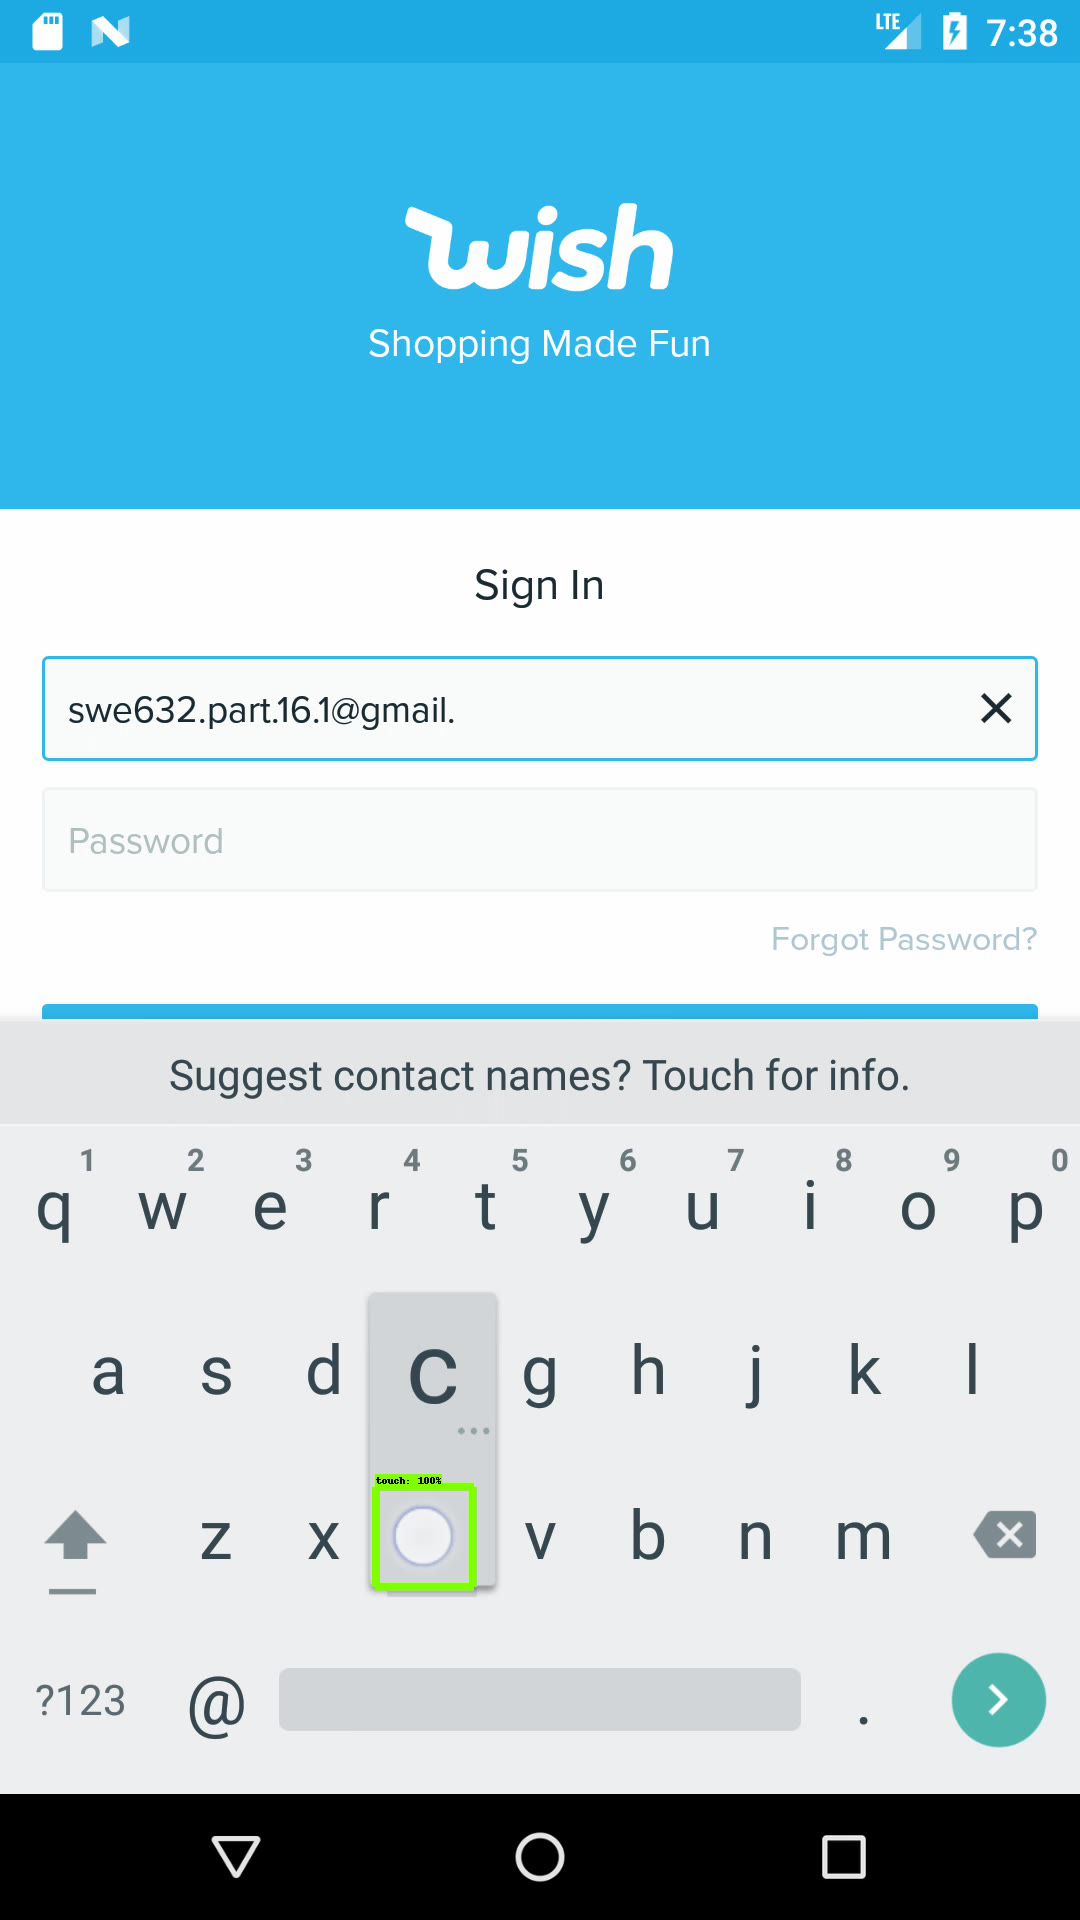 LTE 7:38
wish
Shopping Made Fun
Sign In
swe632.part.16.1@gmail.
Password
Forgot Password?
Suggest contact names? Touch for info.
1 2 3 4 5 6 7 8 9 0
q w e r t y u i o p
a s d c g h j k l
touch: 100%
z x v b n m
?123 @ .